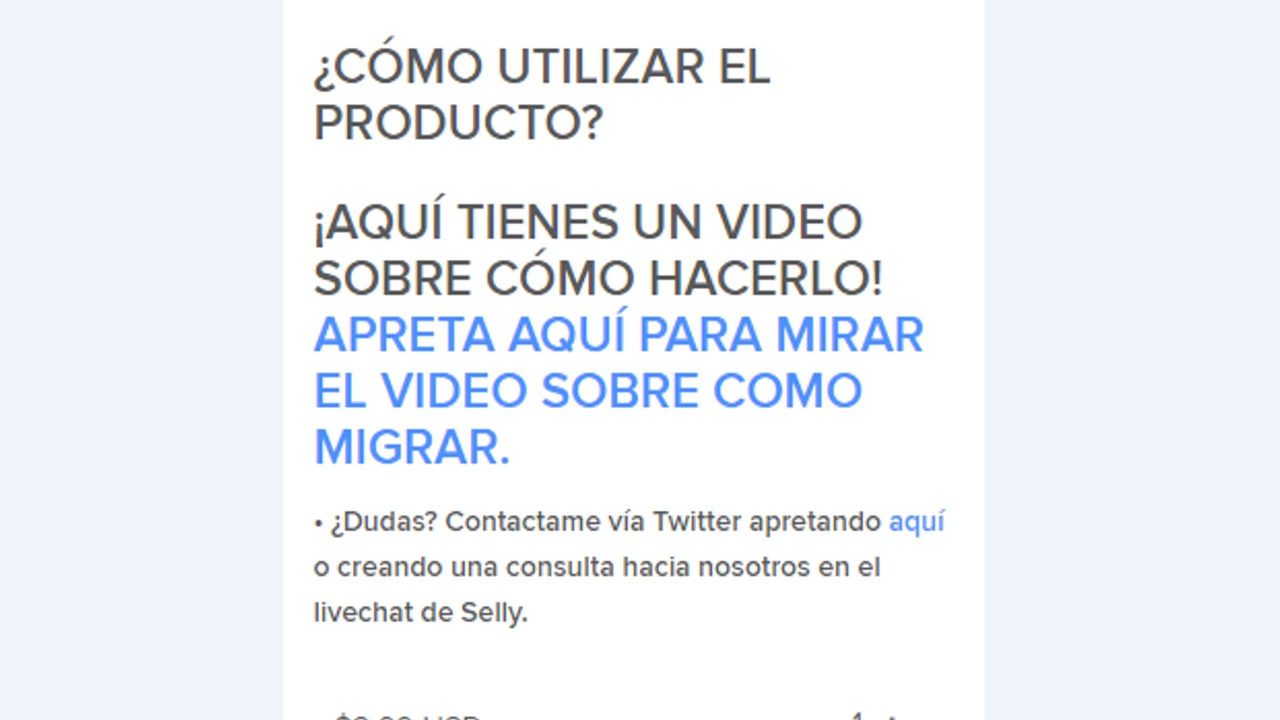 ¿CÓMO UTILIZAR EL
PRODUCTO?
¡AQUÍ TIENES UN VIDEO
SOBRE CÓMO HACERLO!
APRETA AQUÍ PARA MIRAR
EL VIDEO SOBRE COMO
MIGRAR.
• ¿Dudas? Contactame vía Twitter apretando aquí
o creando una consulta hacia nosotros en el
livechat de Selly.